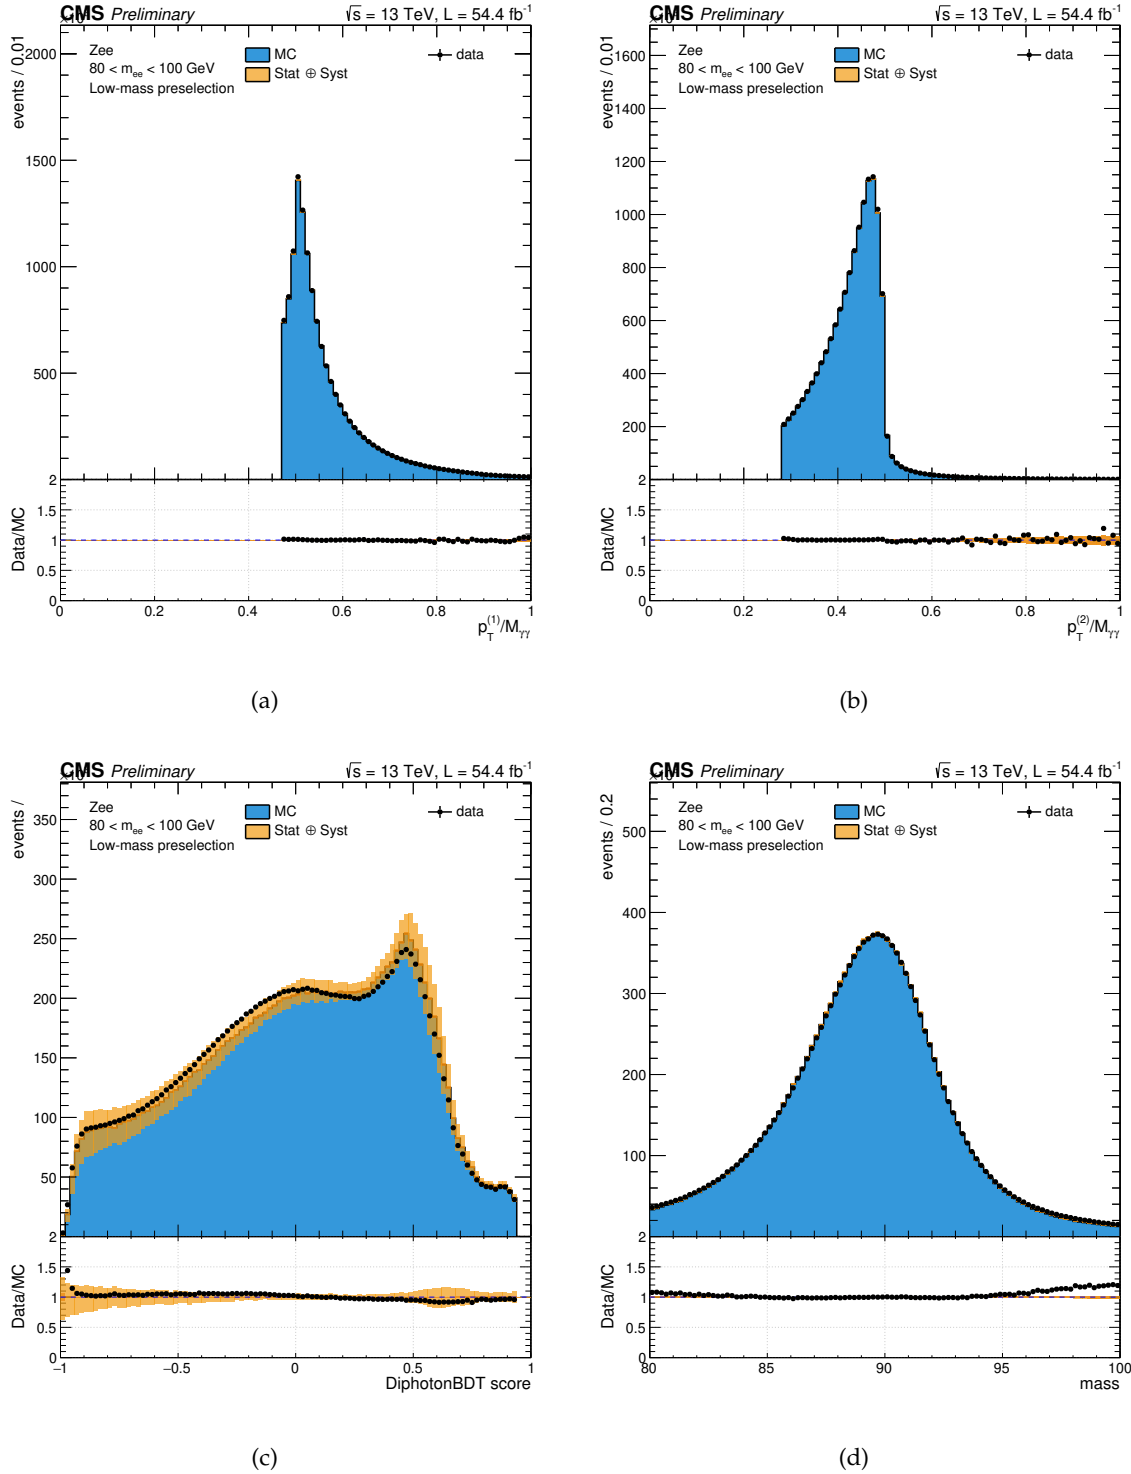 CMS Preliminary
√s = 13 TeV, L = 54.4 fb-1
events / 0.01
Zee
80 < mee < 100 GeV
Low-mass preselection
MC
Stat ⊕ Syst
data
2000
1500
1000
500
Data/MC
2
1.5
1
0.5
0
0 0.2 0.4 0.6 0.8 1
pT(1)/Mγγ
(a)
CMS Preliminary
√s = 13 TeV, L = 54.4 fb-1
events / 0.01
Zee
80 < mee < 100 GeV
Low-mass preselection
MC
Stat ⊕ Syst
data
1600
1400
1200
1000
800
600
400
200
Data/MC
2
1.5
1
0.5
0
0 0.2 0.4 0.6 0.8 1
pT(2)/Mγγ
(b)
CMS Preliminary
√s = 13 TeV, L = 54.4 fb-1
events /
Zee
80 < mee < 100 GeV
Low-mass preselection
MC
Stat ⊕ Syst
data
350
300
250
200
150
100
50
Data/MC
2
1.5
1
0.5
0
−1 −0.5 0 0.5 1
DiphotonBDT score
(c)
CMS Preliminary
√s = 13 TeV, L = 54.4 fb-1
events / 0.2
Zee
80 < mee < 100 GeV
Low-mass preselection
MC
Stat ⊕ Syst
data
500
400
300
200
100
Data/MC
2
1.5
1
0.5
0
80 85 90 95 100
mass
(d)